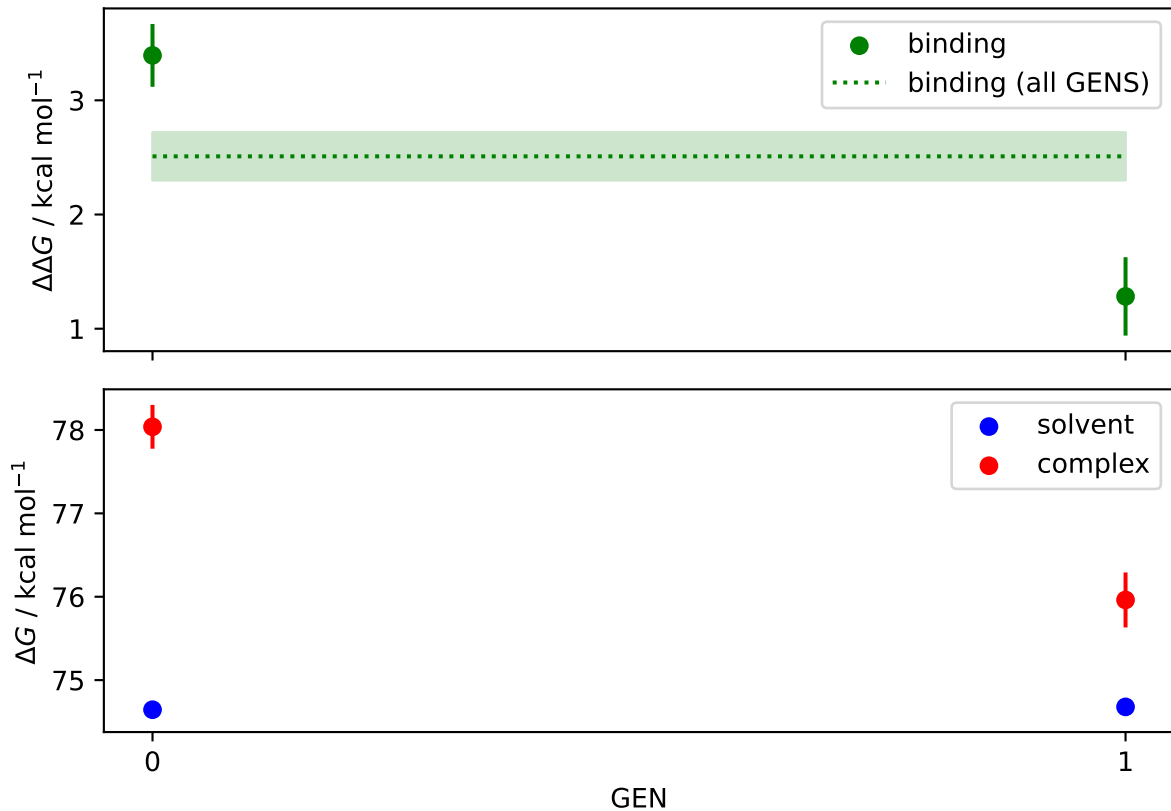 3
2
1
ΔΔG / kcal mol⁻¹
binding
binding (all GENS)
78
77
76
75
ΔG / kcal mol⁻¹
solvent
complex
0
1
GEN